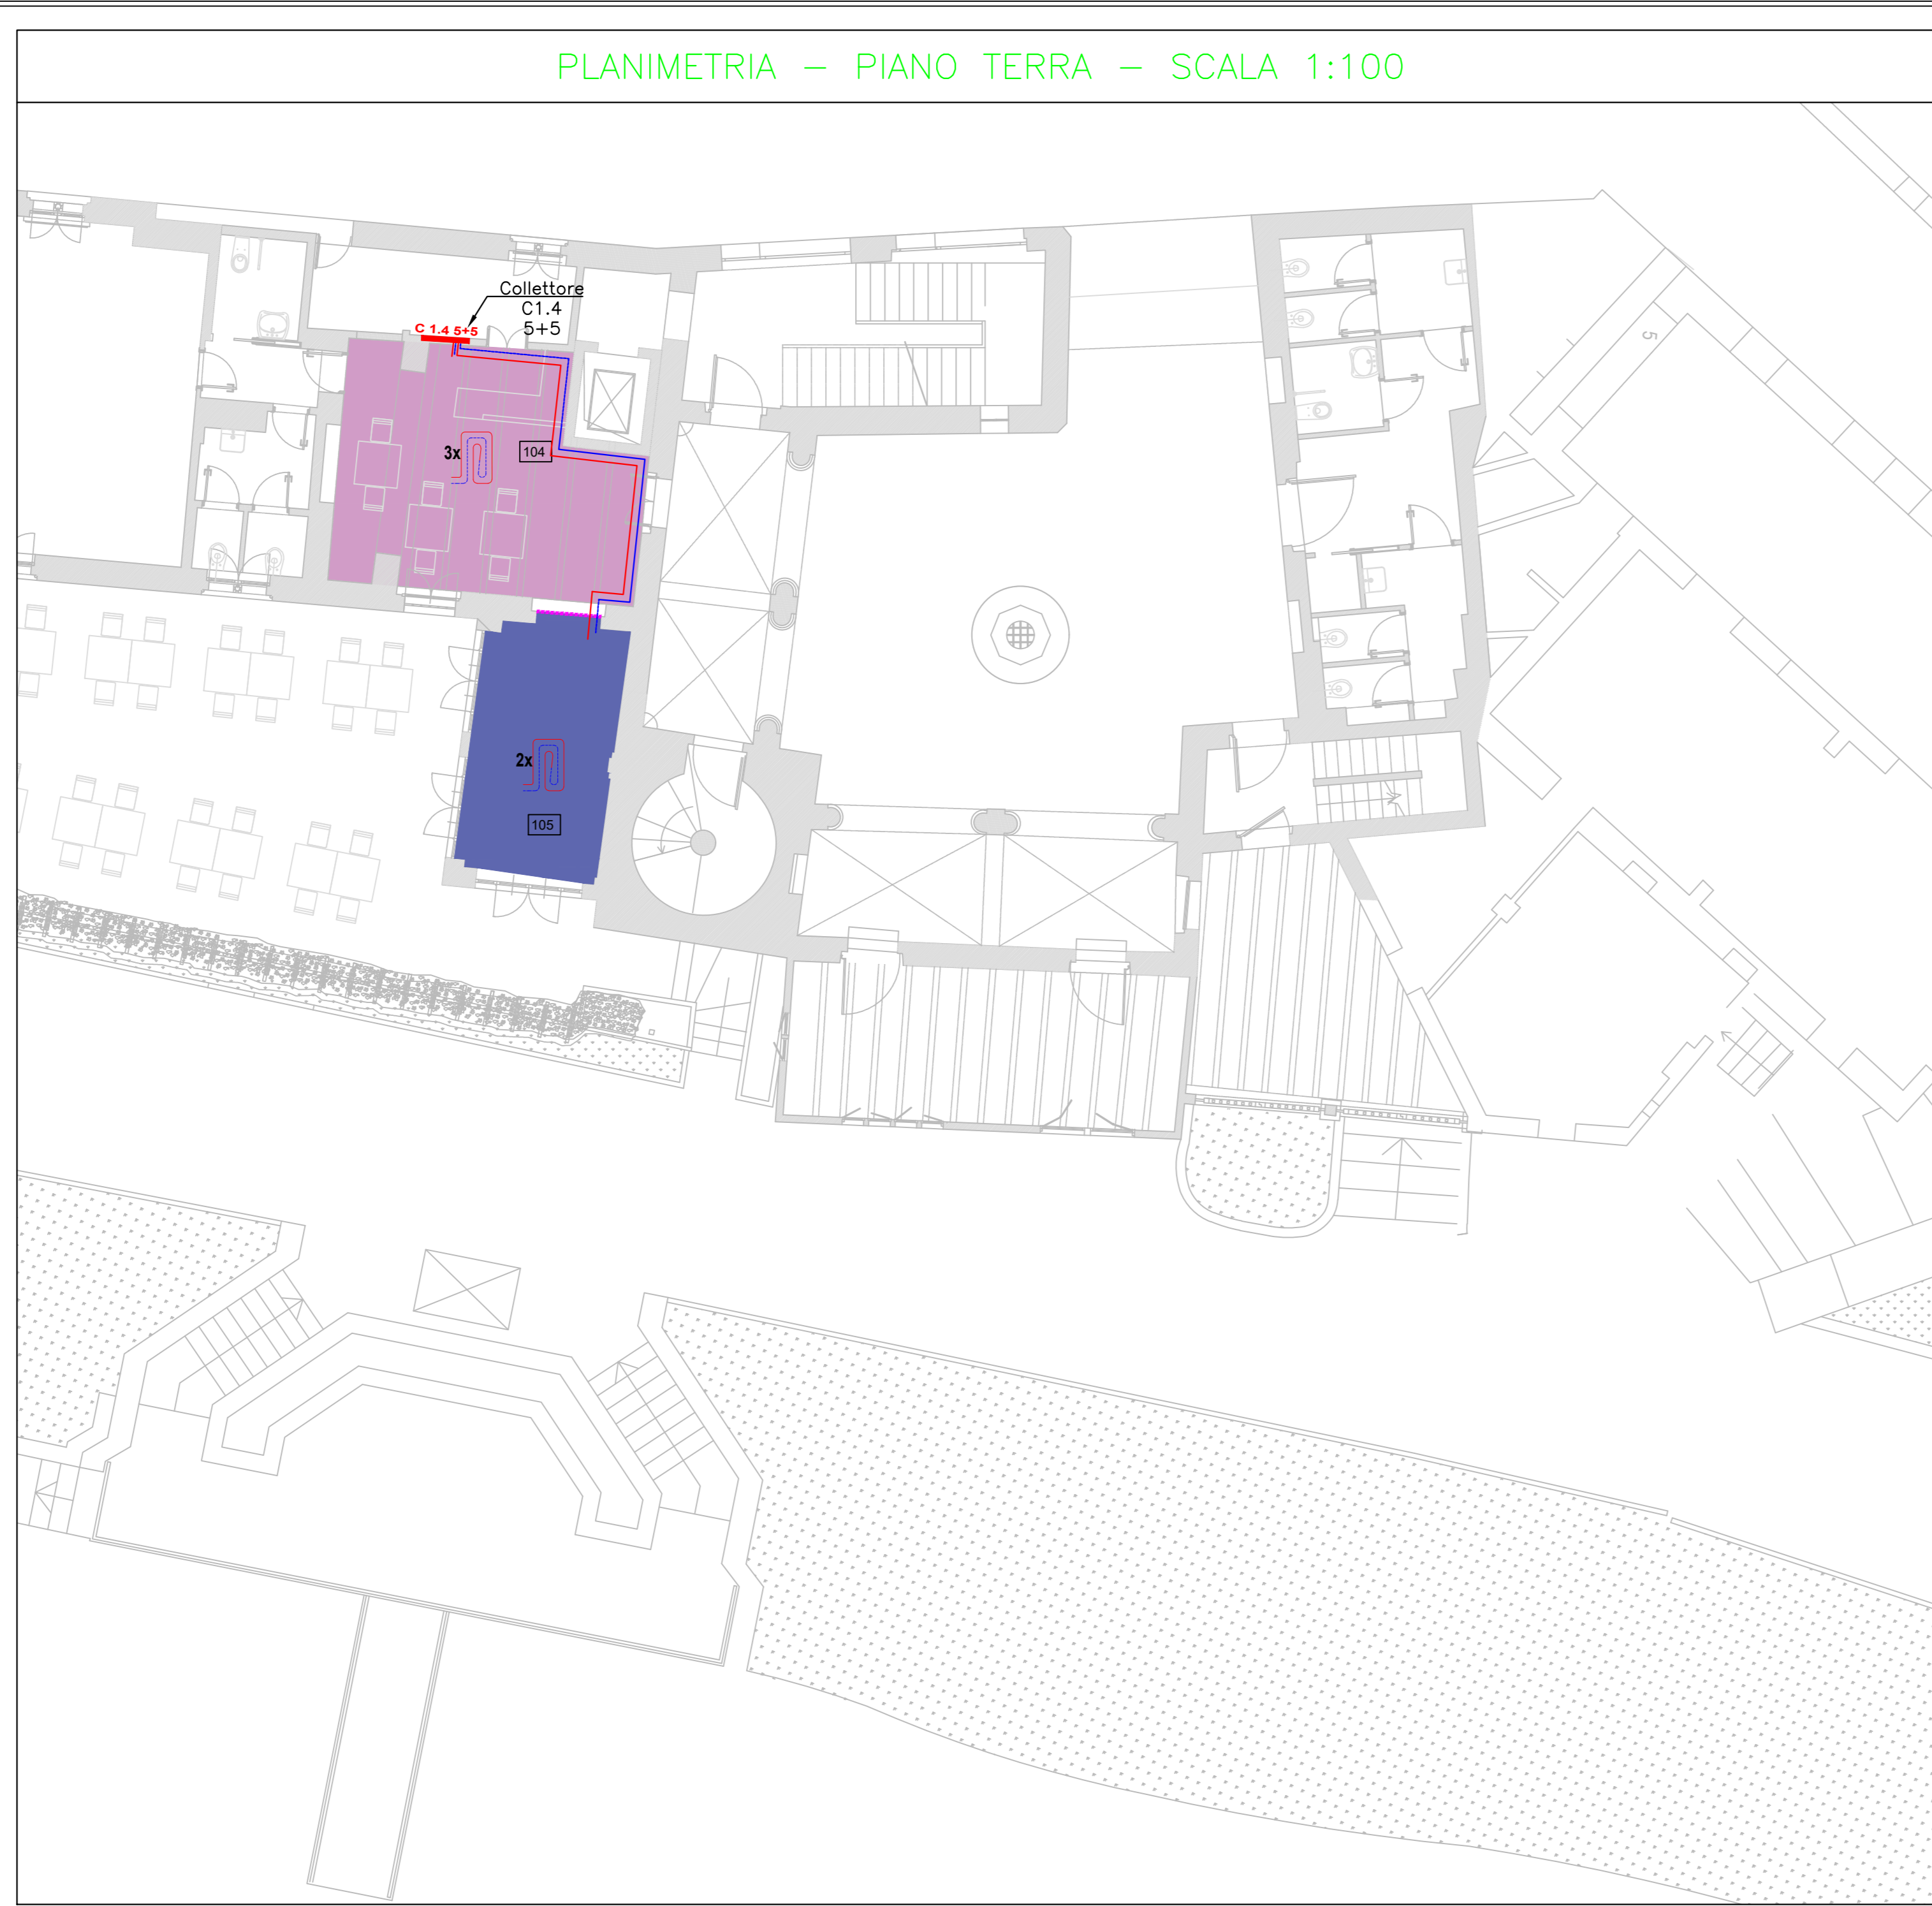 PLANIMETRIA – PIANO TERRA – SCALA 1:100
Collettore
C1.4
5+5
C 1.4 5+5
3x
104
2x
105
5